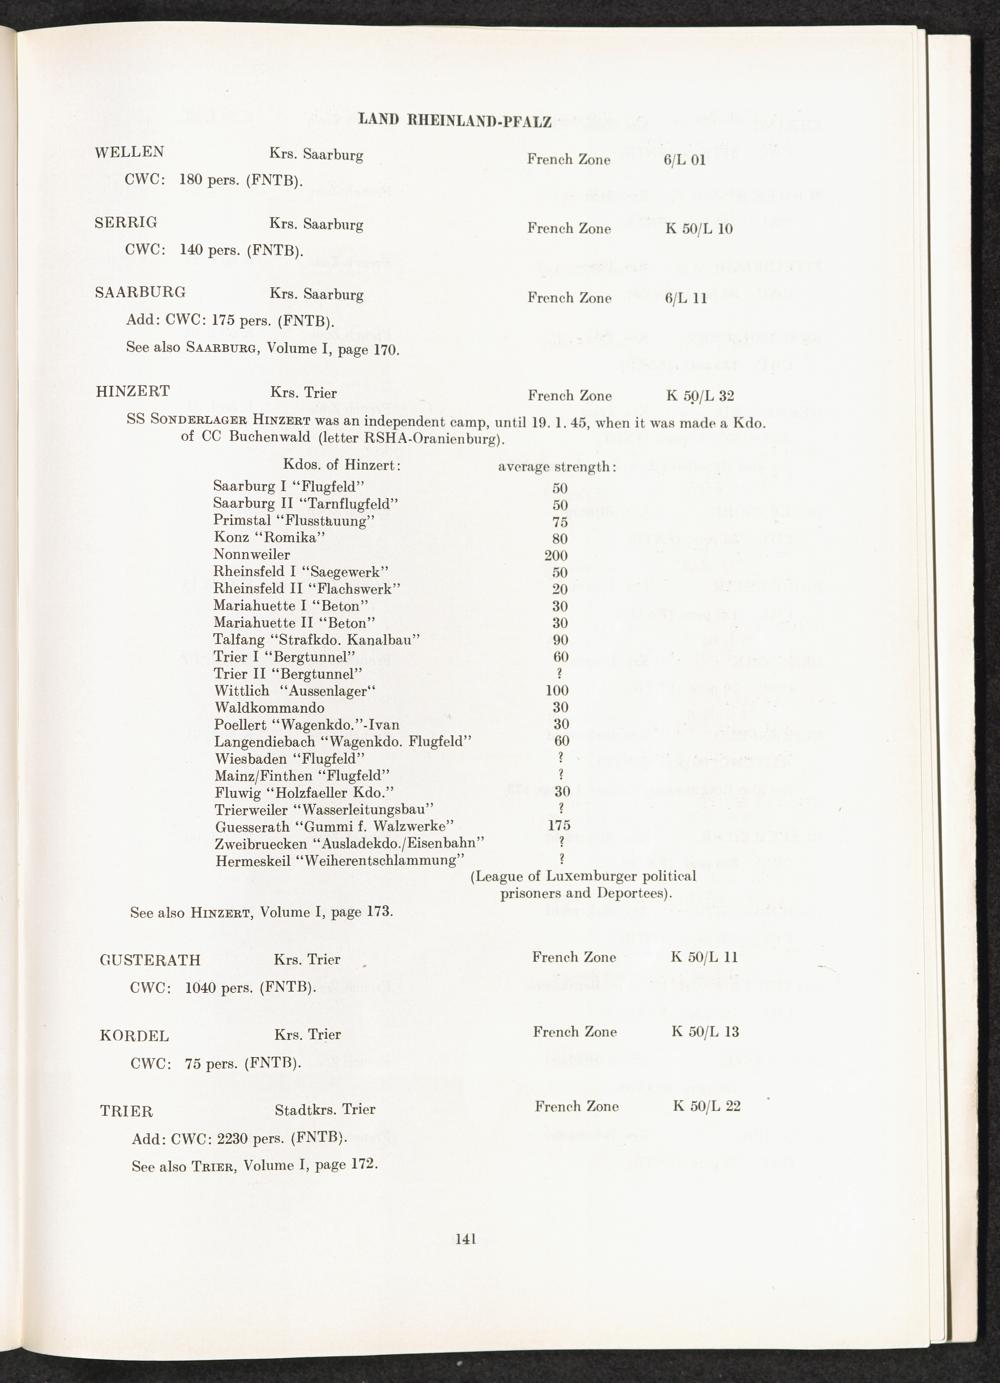 LAND RHEINLAND-PFALZ
WELLEN Krs. Saarburg French Zone 6/L 01
CWC: 180 pers. (FNTB).
SERRIG Krs. Saarburg French Zone K 50/L 10
CWC: 140 pers. (FNTB).
SAARBURG Krs. Saarburg French Zone 6/L 11
Add: CWC: 175 pers. (FNTB).
See also SAARBURG, Volume I, page 170.
HINZERT Krs. Trier French Zone K 50/L 32
SS SONDERLAGER HINZERT was an independent camp, until 19. 1. 45, when it was made a Kdo.
of CC Buchenwald (letter RSHA-Oranienburg).
Kdos. of Hinzert: average strength:
Saarburg I “Flugfeld” 50
Saarburg II “Tarnflugfeld” 50
Primstal “Flusstauung” 75
Konz “Romika” 80
Nonnweiler 200
Rheinsfeld I “Saegewerk” 50
Rheinsfeld II “Flachswerk” 20
Mariahuette I “Beton” 30
Mariahuette II “Beton” 30
Talfang “Strafkdo. Kanalbau” 90
Trier I “Bergtunnel” 60
Trier II “Bergtunnel” ?
Wittlich “Aussenlager“ 100
Waldkommando 30
Poellert “Wagenkdo.”-Ivan 30
Langendiebach “Wagenkdo. Flugfeld” 60
Wiesbaden “Flugfeld” ?
Mainz/Finthen “Flugfeld” ?
Fluwig “Holzfaeller Kdo.” 30
Trierweiler “Wasserleitungsbau” ?
Guesserath “Gummi f. Walzwerke” 175
Zweibruecken “Ausladekdo./Eisenbahn” ?
Hermeskeil “Weiherentschlammung” ?
(League of Luxemburger political
prisoners and Deportees).
See also HINZERT, Volume I, page 173.
GUSTERATH Krs. Trier French Zone K 50/L 11
CWC: 1040 pers. (FNTB).
KORDEL Krs. Trier French Zone K 50/L 13
CWC: 75 pers. (FNTB).
TRIER Stadtkrs. Trier French Zone K 50/L 22
Add: CWC: 2230 pers. (FNTB).
See also TRIER, Volume I, page 172.
141